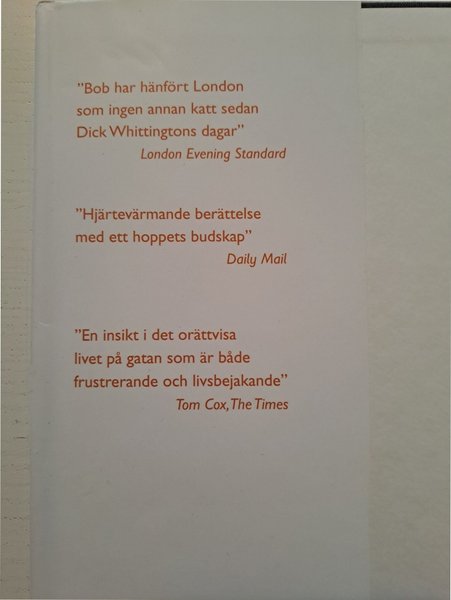 ”Bob har hänfört London
som ingen annan katt sedan
Dick Whittingtons dagar”
London Evening Standard
”Hjärtevärmande berättelse
med ett hoppets budskap”
Daily Mail
”En insikt i det orättvisa
livet på gatan som är både
frustrerande och livsbejakande”
Tom Cox, The Times